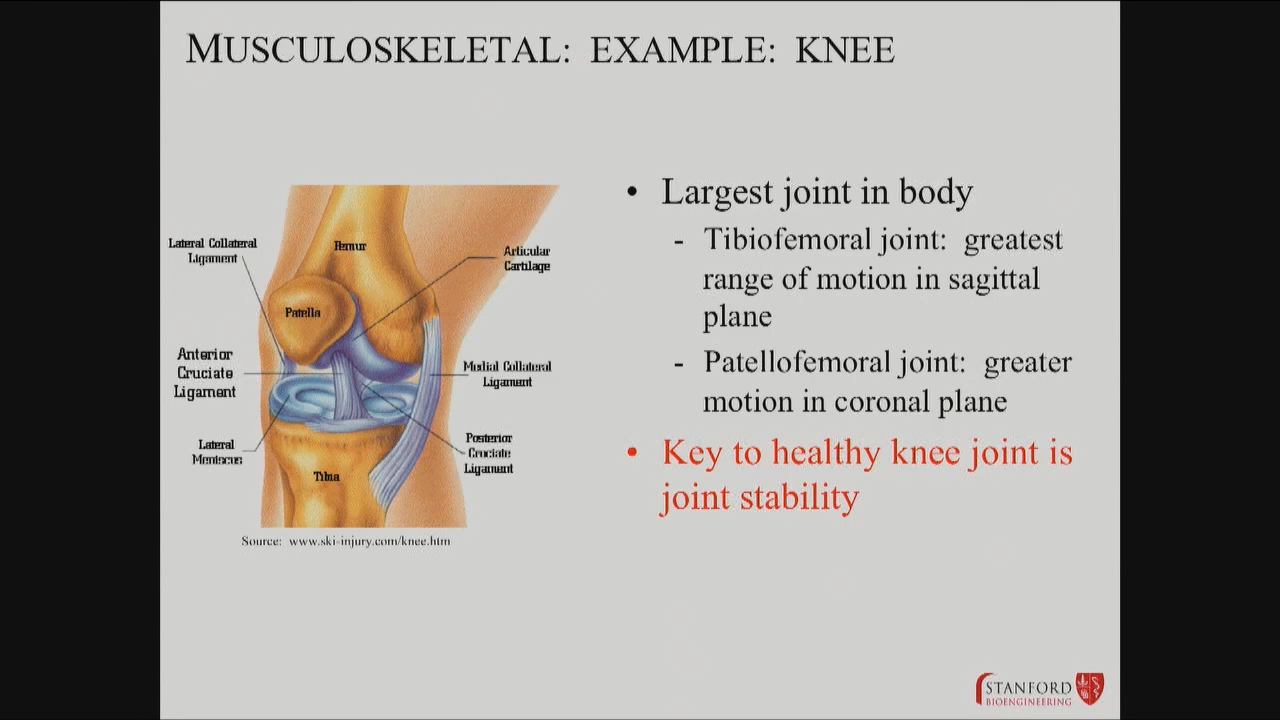 MUSCULOSKELETAL: EXAMPLE: KNEE
Lateral Collateral
Ligament
Femur
Articular
Cartilage
Patella
Anterior
Cruciate
Ligament
Medial Collateral
Ligament
Lateral
Meniscus
Posterior
Cruciate
Ligament
Tibia
Source: www.ski-injury.com/knee.htm
• Largest joint in body
- Tibiofemoral joint: greatest
range of motion in sagittal
plane
- Patellofemoral joint: greater
motion in coronal plane
• Key to healthy knee joint is
joint stability
STANFORD
BIOENGINEERING